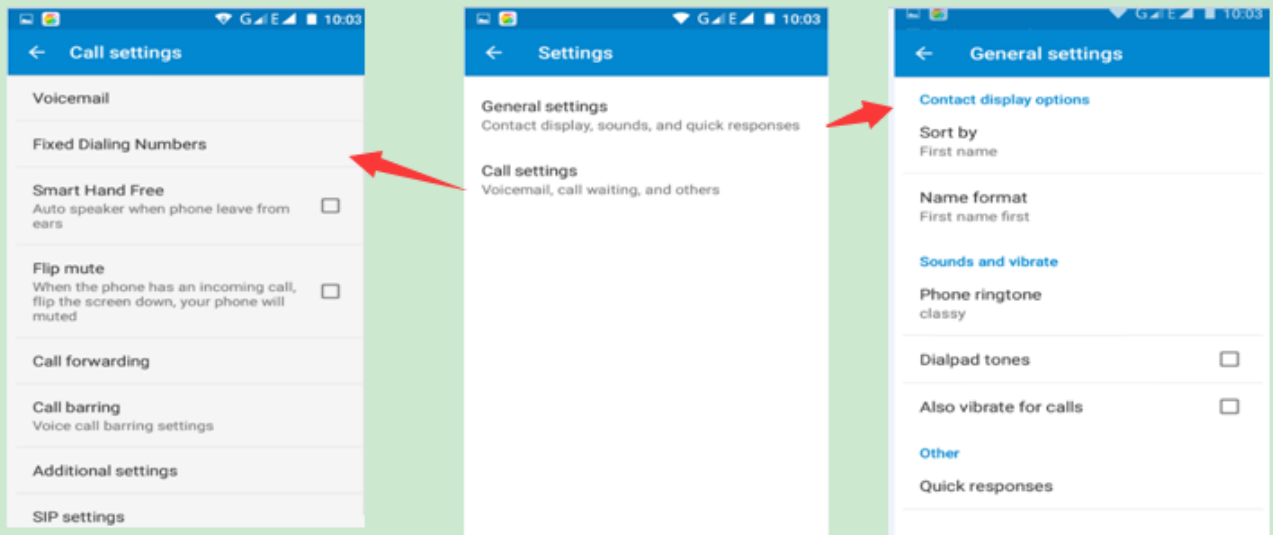 G E 10:03
Call settings
Voicemail
Fixed Dialing Numbers
Smart Hand Free
Auto speaker when phone leave from
ears
Flip mute
When the phone has an incoming call,
flip the screen down, your phone will
muted
Call forwarding
Call barring
Voice call barring settings
Additional settings
SIP settings
G E 10:03
Settings
General settings
Contact display, sounds, and quick responses
Call settings
Voicemail, call waiting, and others
G E 10:03
General settings
Contact display options
Sort by
First name
Name format
First name first
Sounds and vibrate
Phone ringtone
classy
Dialpad tones
Also vibrate for calls
Other
Quick responses